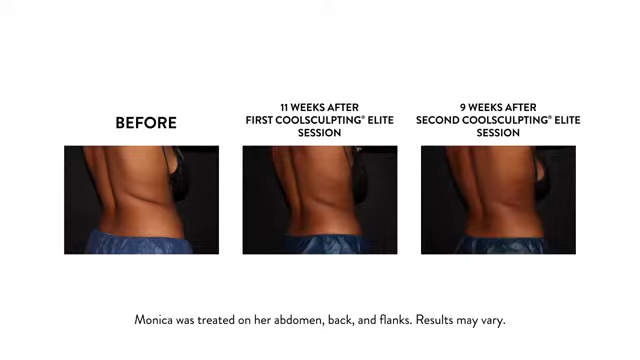 BEFORE
11 WEEKS AFTER
FIRST COOLSCULPTING® ELITE
SESSION
9 WEEKS AFTER
SECOND COOLSCULPTING® ELITE
SESSION
Monica was treated on her abdomen, back, and flanks. Results may vary.